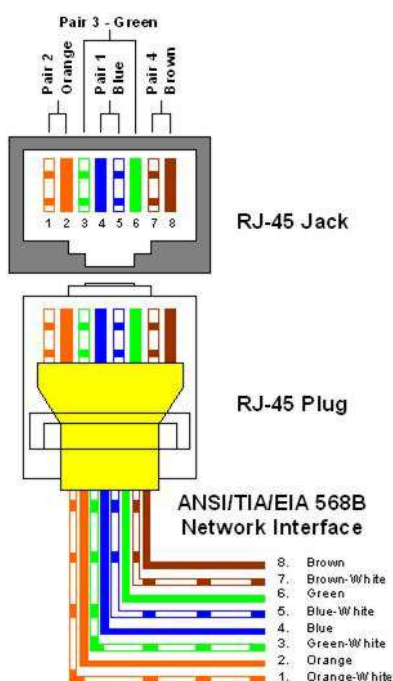 Pair 3 - Green
Pair 2
Orange
Pair 1
Blue
Pair 4
Brown
1 2 3 4 5 6 7 8
RJ-45 Jack
RJ-45 Plug
ANSI/TIA/EIA 568B
Network Interface
8. Brown
7. Brown-White
6. Green
5. Blue-White
4. Blue
3. Green-White
2. Orange
1. Orange-White